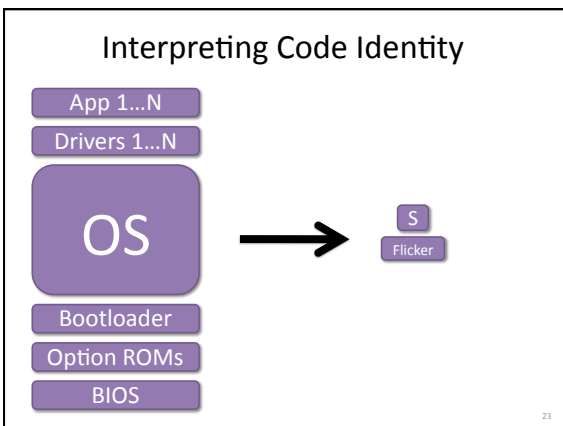 Interpreting Code Identity
App 1...N
Drivers 1...N
OS
Bootloader
Option ROMs
BIOS
S
Flicker
23